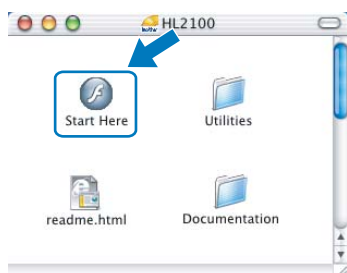 HL2100
Start Here
Utilities
readme.html
Documentation